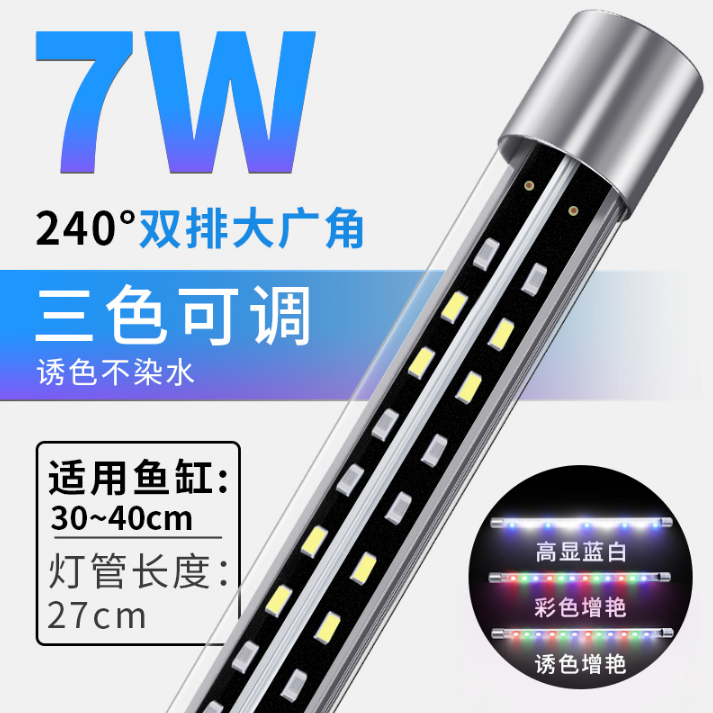 7W
240°双排大广角
三色可调
诱色不染水
适用鱼缸:
30~40cm
灯管长度:
27cm
高显蓝白
彩色增艳
诱色增艳